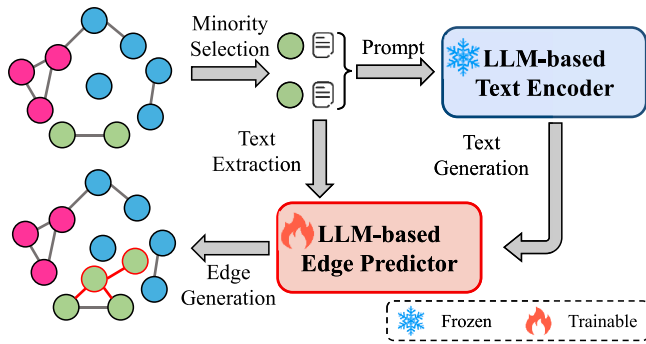 Minority
Selection
Prompt
LLM-based
Text Encoder
Text
Extraction
Text
Generation
LLM-based
Edge Predictor
Edge
Generation
Frozen
Trainable